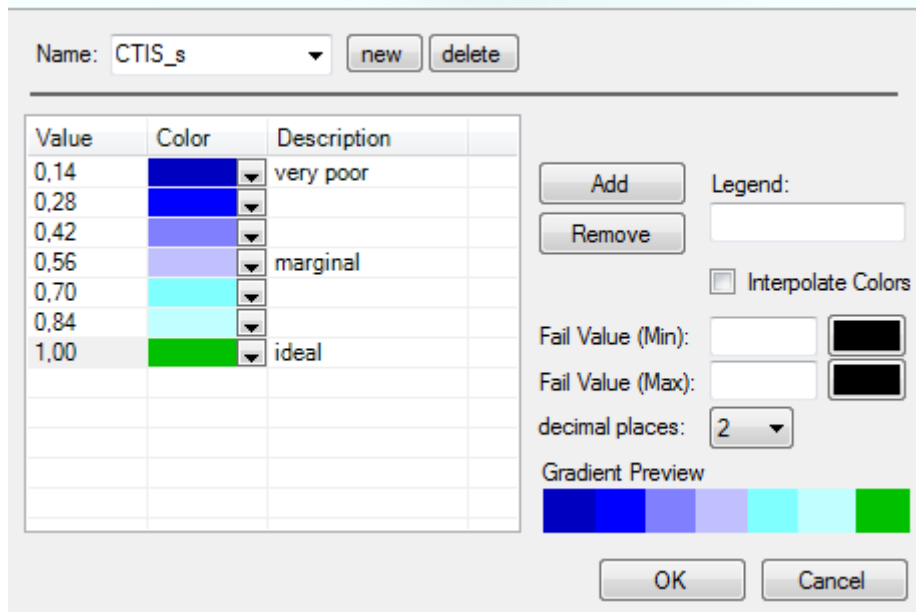 Name: CTIS_s new delete
Value Color Description
0,14 very poor
0,28
0,42
0,56 marginal
0,70
0,84
1,00 ideal
Add Legend:
Remove
Interpolate Colors
Fail Value (Min):
Fail Value (Max):
decimal places: 2
Gradient Preview
OK Cancel